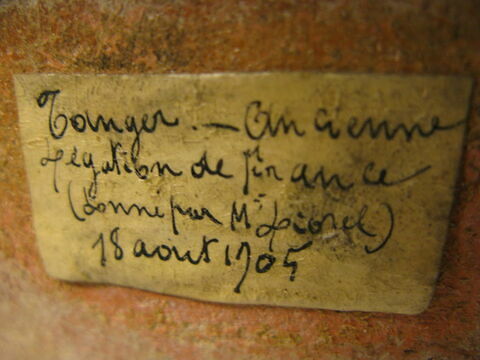 Tanger. — Ancienne
Légation de France
(donné par Mr
18 aout 1905